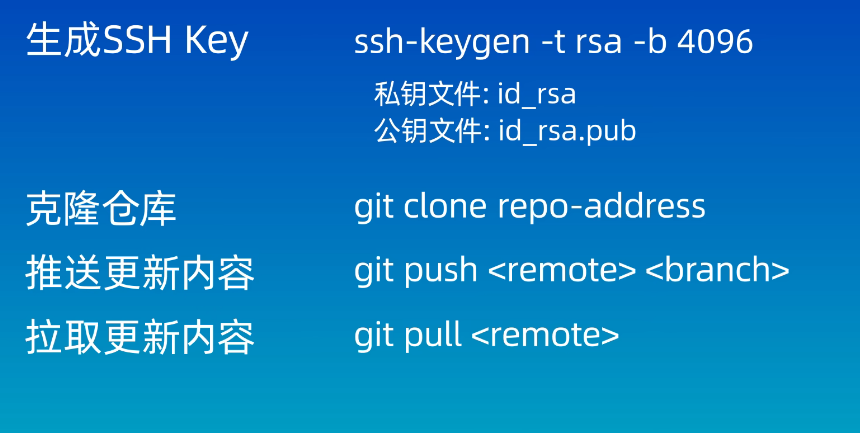 生成SSH Key ssh-keygen -t rsa -b 4096
私钥文件: id_rsa
公钥文件: id_rsa.pub
克隆仓库 git clone repo-address
推送更新内容 git push <remote> <branch>
拉取更新内容 git pull <remote>